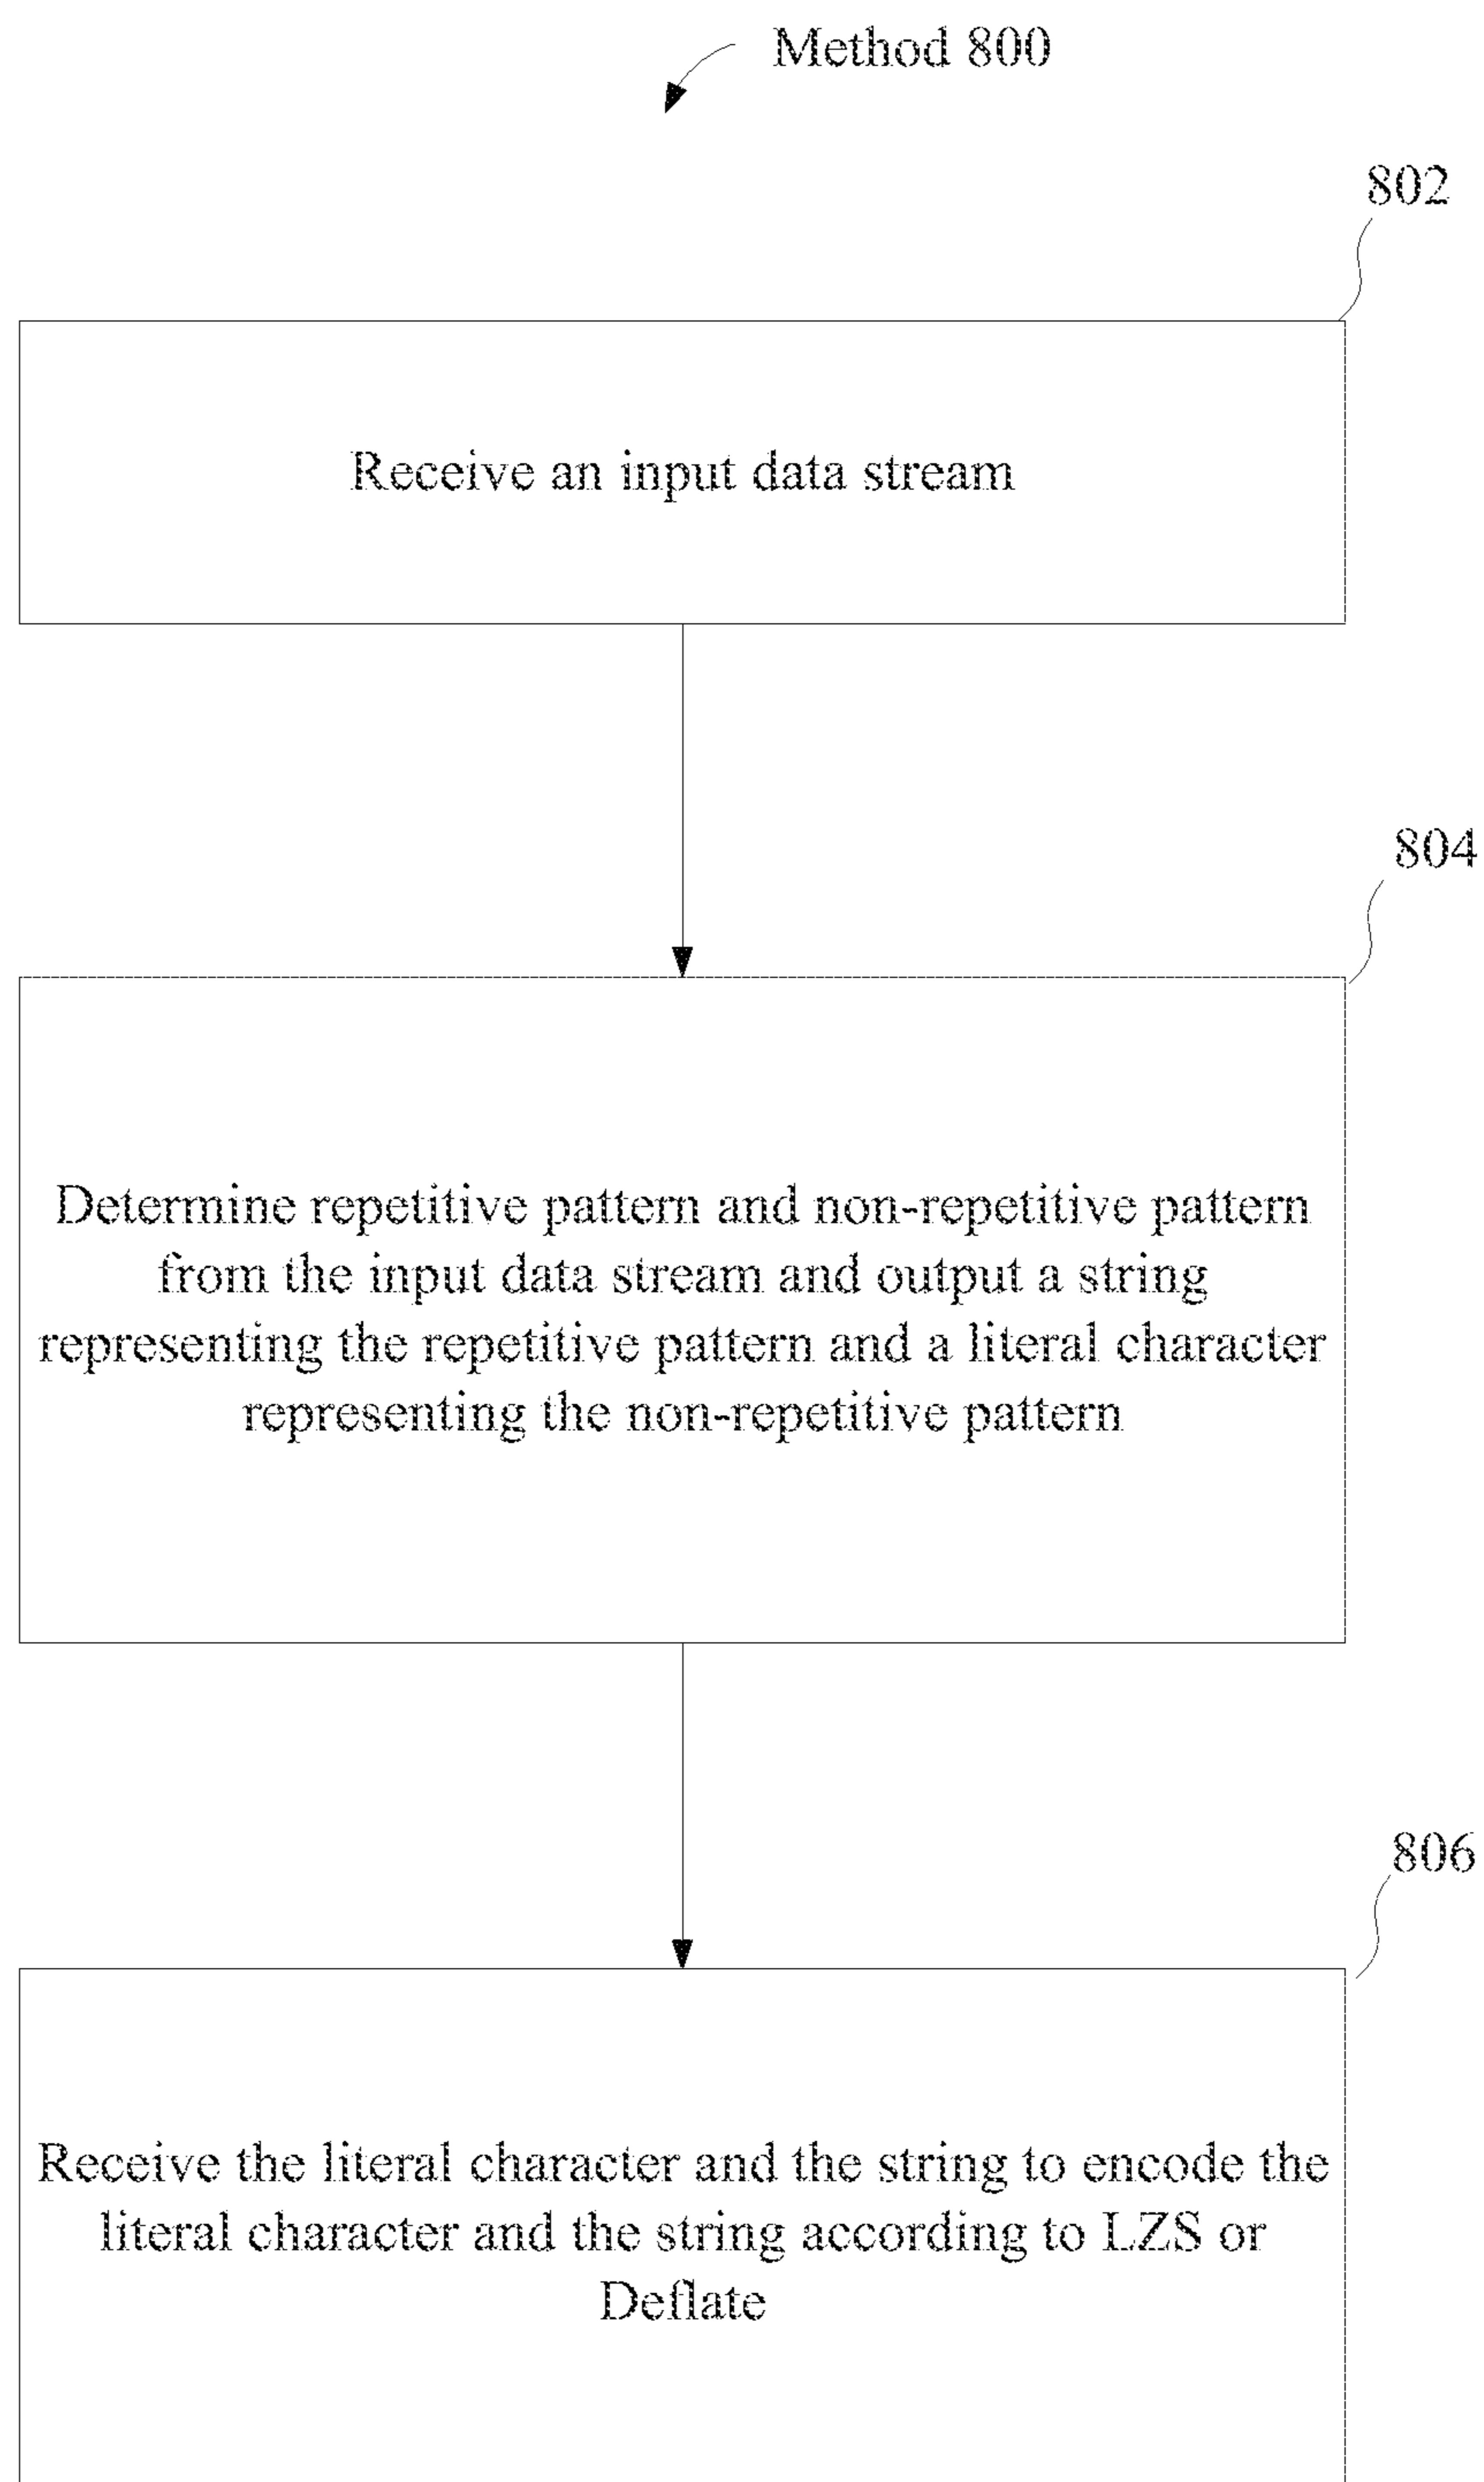 Method 800
802
Receive an input data stream
804
Determine repetitive pattern and non-repetitive pattern
from the input data stream and output a string
representing the repetitive pattern and a literal character
representing the non-repetitive pattern
806
Receive the literal character and the string to encode the
literal character and the string according to LZS or
Deflate